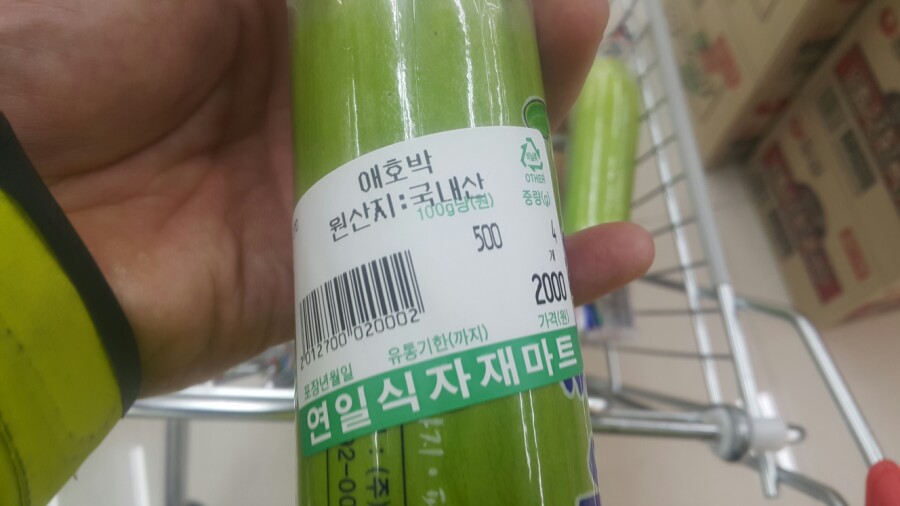 애호박
원산지:국내산
OTHER
100g당(원)
중량(g)
500
4
개
2000
가격(원)
2012700 020002
유통기한(까지)
포장년월일
연일식자재마트